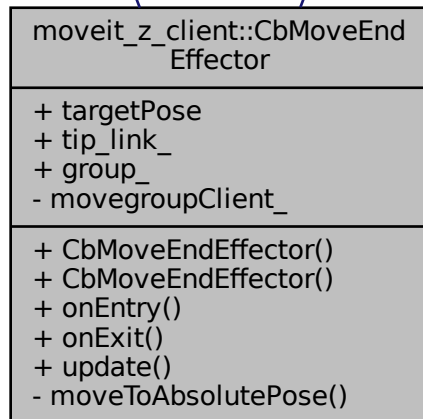 moveit_z_client::CbMoveEnd
Effector
+ targetPose
+ tip_link_
+ group_
- movegroupClient_
+ CbMoveEndEffector()
+ CbMoveEndEffector()
+ onEntry()
+ onExit()
+ update()
- moveToAbsolutePose()